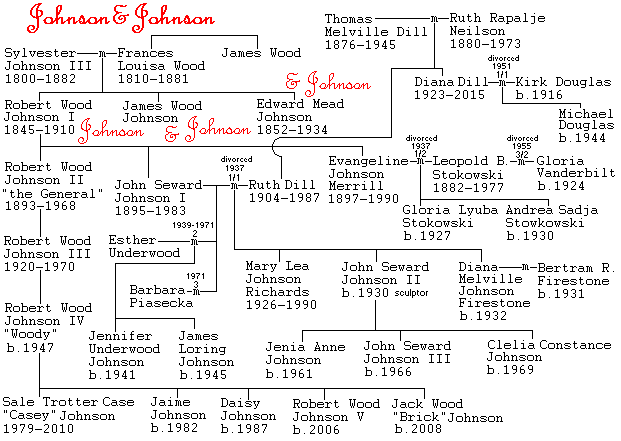 Johnson & Johnson
Thomas m Ruth Rapalje
Melville Dill Neilson
1876-1945 1880-1973
Sylvester m Frances James Wood
Johnson III Louisa Wood
1800-1882 1810-1881
divorced
1951
1/1
Diana Dill m Kirk Douglas
1923-2015 b.1916
& Johnson
Robert Wood James Wood Edward Mead
Johnson I Johnson Johnson
1845-1910 1852-1934
Michael
Douglas
b.1944
Johnson & Johnson
divorced
1937
1/1
divorced
1937
1/2
divorced
1955
3/2
Robert Wood
Johnson II
"the General"
1893-1968
John Seward m Ruth Dill
Johnson I 1904-1987
1895-1983
Evangeline m Leopold B. m Gloria
Johnson Stokowski Vanderbilt
Merrill 1882-1977 b.1924
1897-1990
Gloria Lyuba Andrea Sadja
Stokowski Stowkowski
b.1927 b.1930
1939-1971
2
Esther m
Underwood
Robert Wood
Johnson III
1920-1970
1971
3
Barbara m
Piasecka
Mary Lea
Johnson
Richards
1926-1990
John Seward
Johnson II
b.1930 sculptor
Diana m Bertram R.
Melville Firestone
Johnson b.1931
Firestone
b.1932
Robert Wood
Johnson IV
"Woody"
b.1947
Jennifer James
Underwood Loring
Johnson Johnson
b.1941 b.1945
Jenia Anne John Seward Clelia Constance
Johnson Johnson III Johnson
b.1961 b.1966 b.1969
Sale Trotter Case Jaime Daisy Robert Wood Jack Wood
"Casey" Johnson Johnson Johnson Johnson V "Brick" Johnson
1979-2010 b.1982 b.1987 b.2006 b.2008